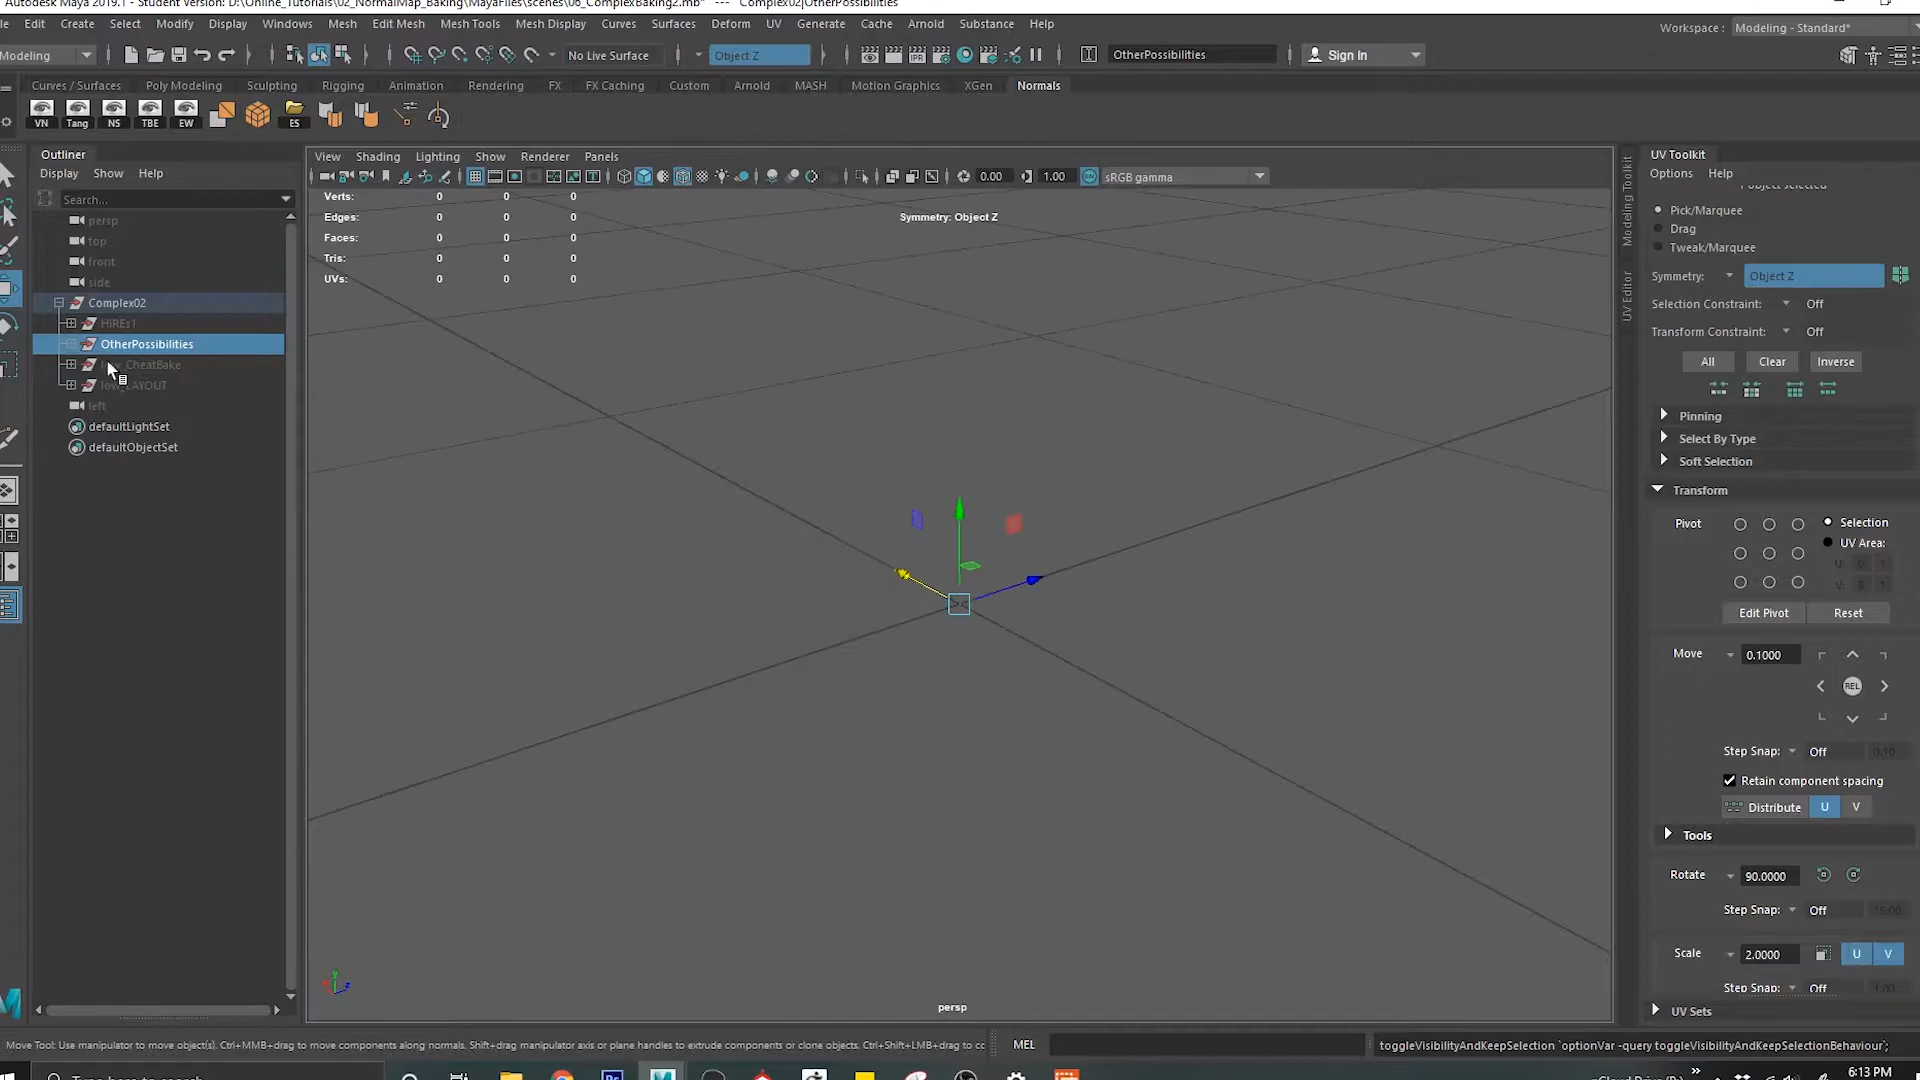 Autodesk Maya 2019.1 - Student Version: D:\Online_Tutorials\02_NormalMap_Baking\MayaFiles\scenes\06_ComplexBaking2.mb* --- Complex02|OtherPossibilities
Edit Create Select Modify Display Windows Mesh Edit Mesh Mesh Tools Mesh Display Curves Surfaces Deform UV Generate Cache Arnold Substance Help
Workspace : Modeling - Standard*
Modeling No Live Surface Object Z OtherPossibilities Sign In
Curves / Surfaces Poly Modeling Sculpting Rigging Animation Rendering FX FX Caching Custom Arnold MASH Motion Graphics XGen Normals
VN Tang NS TBE EW ES
Outliner
Display Show Help
Search...
persp
top
front
side
Complex02
HIREs1
OtherPossibilities
CheatBake
LAYOUT
left
defaultLightSet
defaultObjectSet
View Shading Lighting Show Renderer Panels
0.00 1.00 sRGB gamma
Verts: 0 0 0
Edges: 0 0 0
Faces: 0 0 0
Tris: 0 0 0
UVs: 0 0 0
Symmetry: Object Z
persp
Modeling Toolkit
UV Editor
UV Toolkit
Options Help
Pick/Marquee
Drag
Tweak/Marquee
Symmetry: Object Z
Selection Constraint: Off
Transform Constraint: Off
All Clear Inverse
Pinning
Select By Type
Soft Selection
Transform
Pivot Selection
UV Area:
U: 0 1
V: 0 1
Edit Pivot Reset
Move 0.1000
REL
Step Snap: Off
Retain component spacing
Distribute U V
Tools
Rotate 90.0000
Step Snap: Off
Scale 2.0000 U V
Step Snap: Off
UV Sets
Move Tool: Use manipulator to move object(s). Ctrl+MMB+drag to move components along normals. Shift+drag manipulator axis or plane handles to extrude components or clone objects. Ctrl+Shift+LMB+drag to cc
MEL
toggleVisibilityAndKeepSelection `optionVar -query toggleVisibilityAndKeepSelectionBehaviour`;
6:13 PM